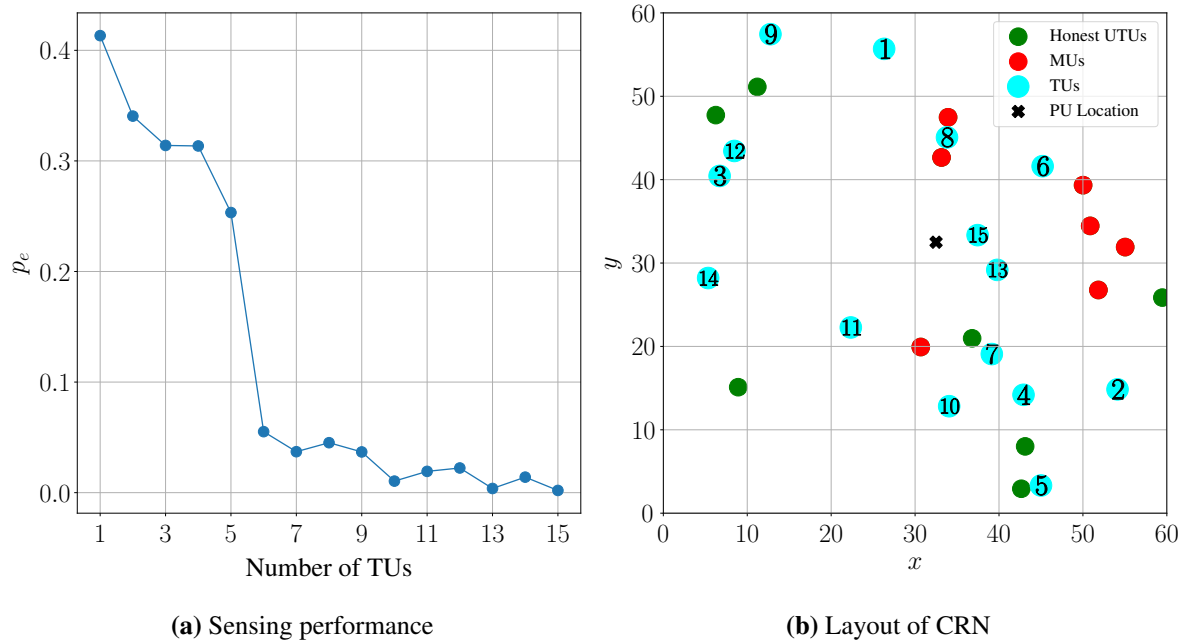 0.4
0.3
0.2
0.1
0.0
p_e
1 3 5 7 9 11 13 15
Number of TUs
(a) Sensing performance
60
50
40
30
20
10
0
y
0 10 20 30 40 50 60
x
Honest UTUs
MUs
TUs
PU Location
9
1
8
12
3
6
15
13
14
11
7
4
2
10
5
(b) Layout of CRN